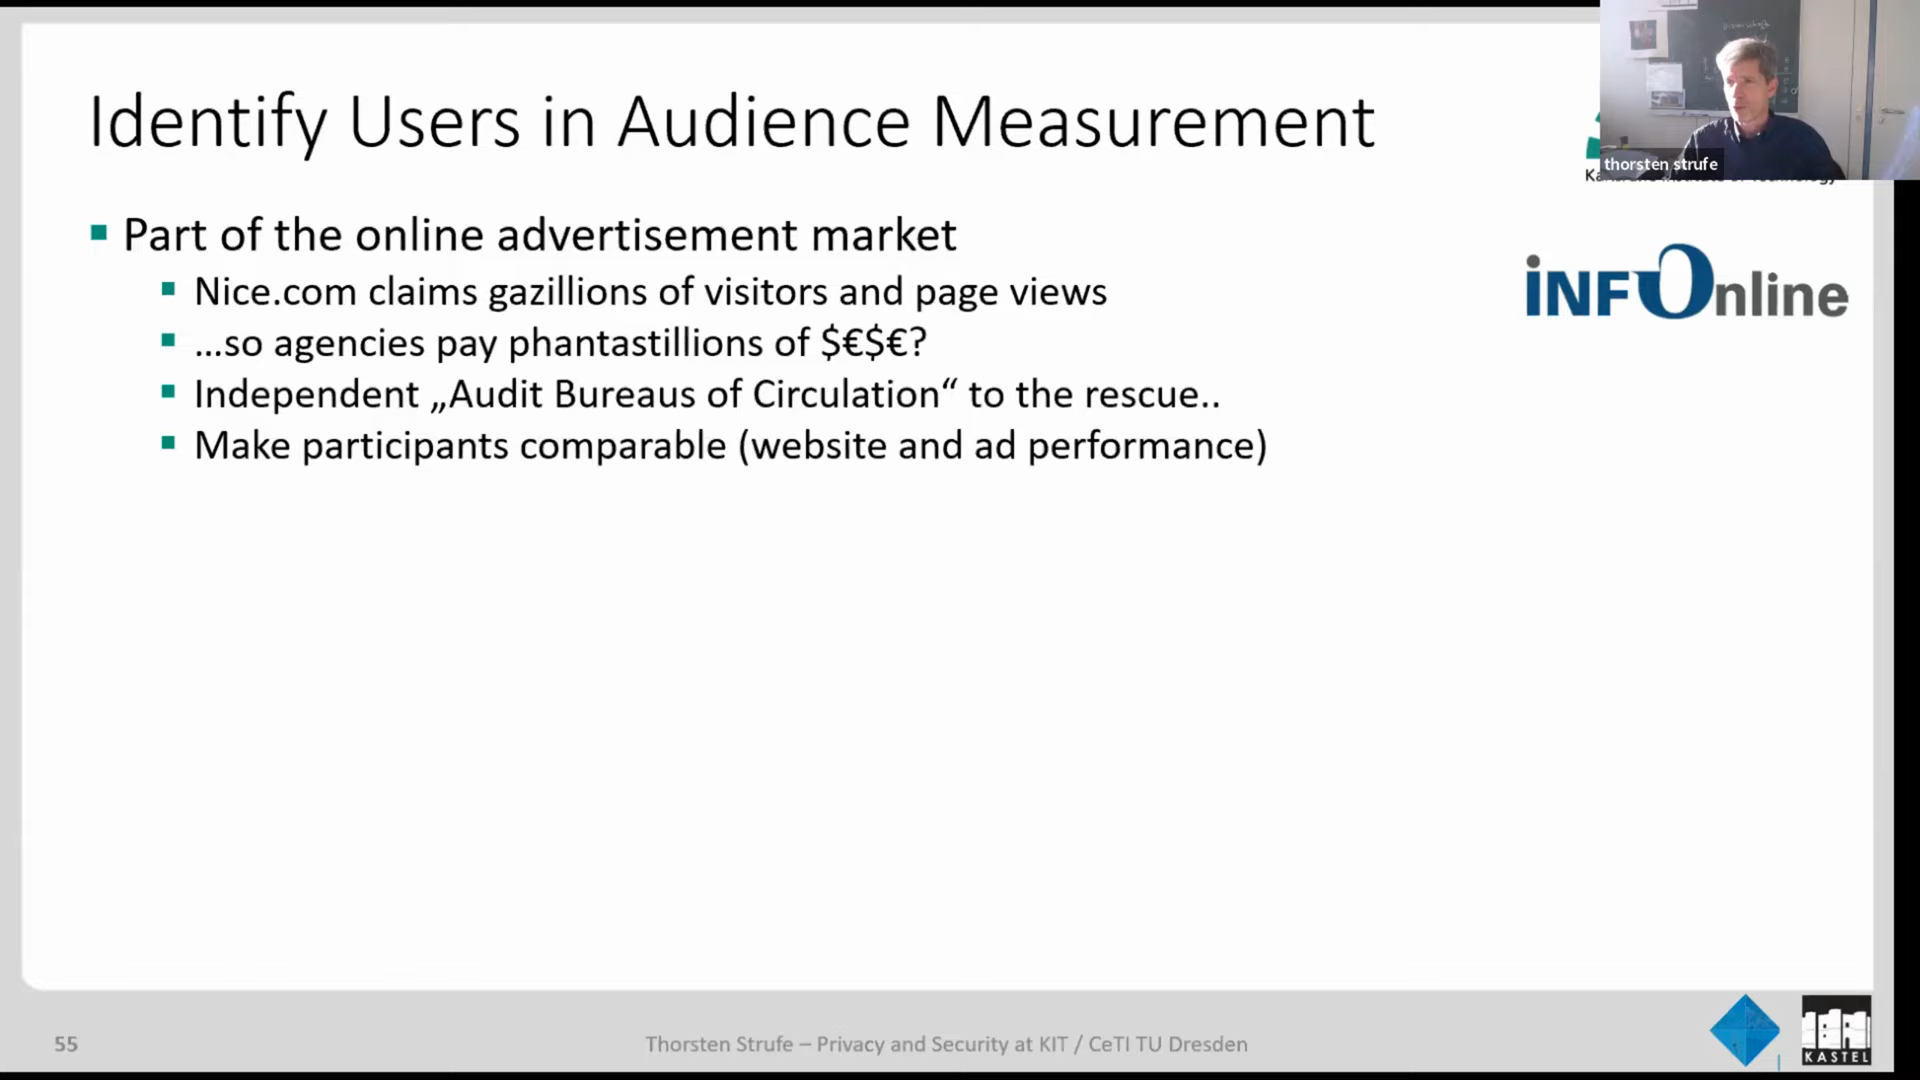 Identify Users in Audience Measurement
thorsten strufe
Part of the online advertisement market
Nice.com claims gazillions of visitors and page views
...so agencies pay phantastillions of $€$€?
Independent „Audit Bureaus of Circulation“ to the rescue..
Make participants comparable (website and ad performance)
iNFOnline
55
Thorsten Strufe – Privacy and Security at KIT / CeTI TU Dresden
KASTEL